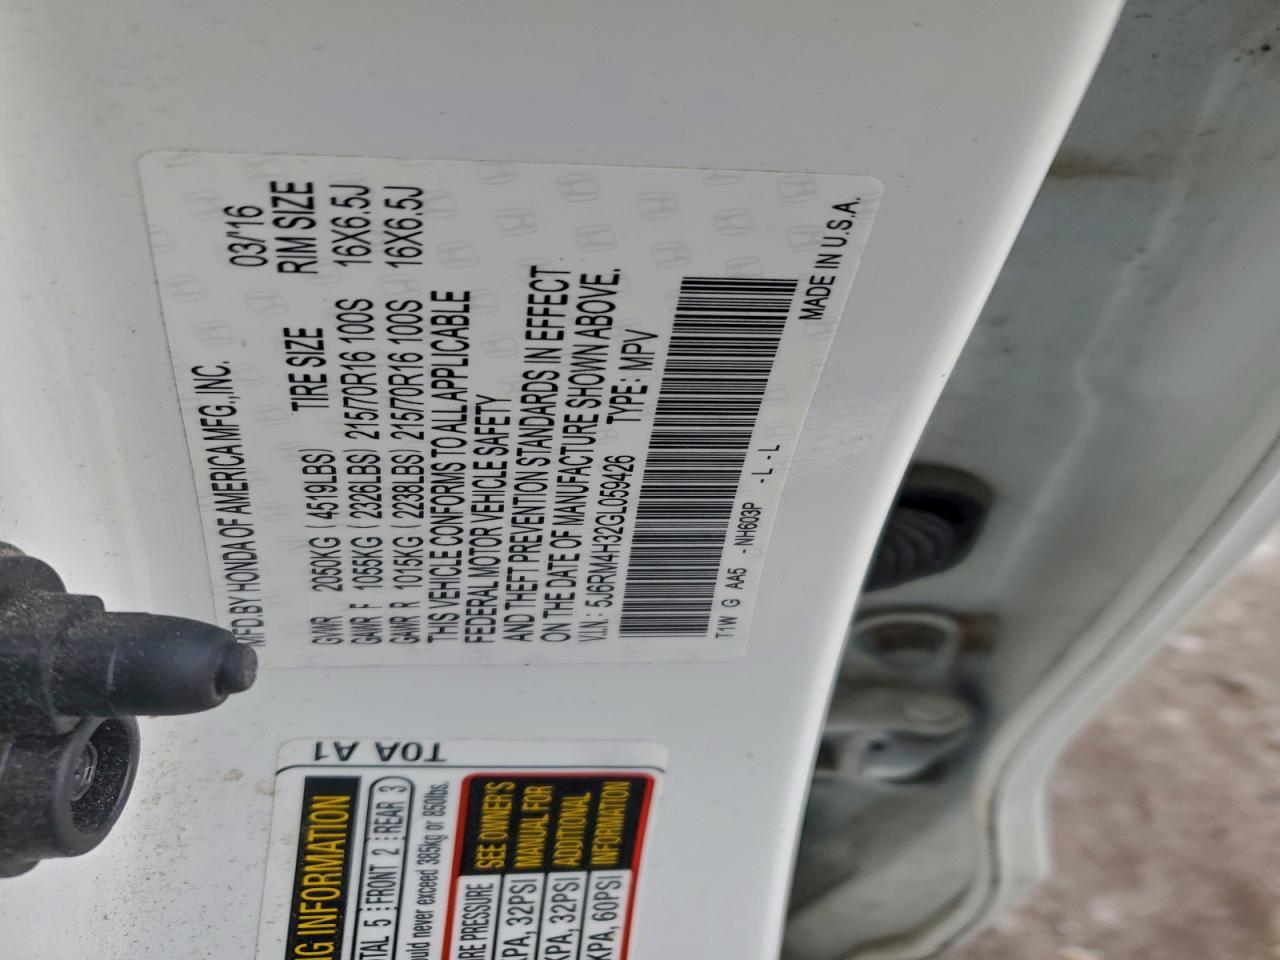 MFD.BY HONDA OF AMERICA MFG.,INC. 03/'16
TIRE SIZE RIM SIZE
GVWR 2050KG ( 4519LBS)
GAWR F 1055KG ( 2326LBS) 215/70R16 100S 16X6.5J
GAWR R 1015KG ( 2238LBS) 215/70R16 100S 16X6.5J
THIS VEHICLE CONFORMS TO ALL APPLICABLE
FEDERAL MOTOR VEHICLE SAFETY
AND THEFT PREVENTION STANDARDS IN EFFECT
ON THE DATE OF MANUFACTURE SHOWN ABOVE.
V.I.N.: 5J6RM4H32GL059426 TYPE: MPV
T1W G AA5 -NH603P -L -L
MADE IN U.S.A.
T0A A1
NG INFORMATION
TAL 5 FRONT 2 REAR 3
ould never exceed 385kg or 850lbs.
RE PRESSURE SEE OWNER'S
KPA, 32PSI MANUAL FOR
KPA, 32PSI ADDITIONAL
KPA, 60PSI INFORMATION